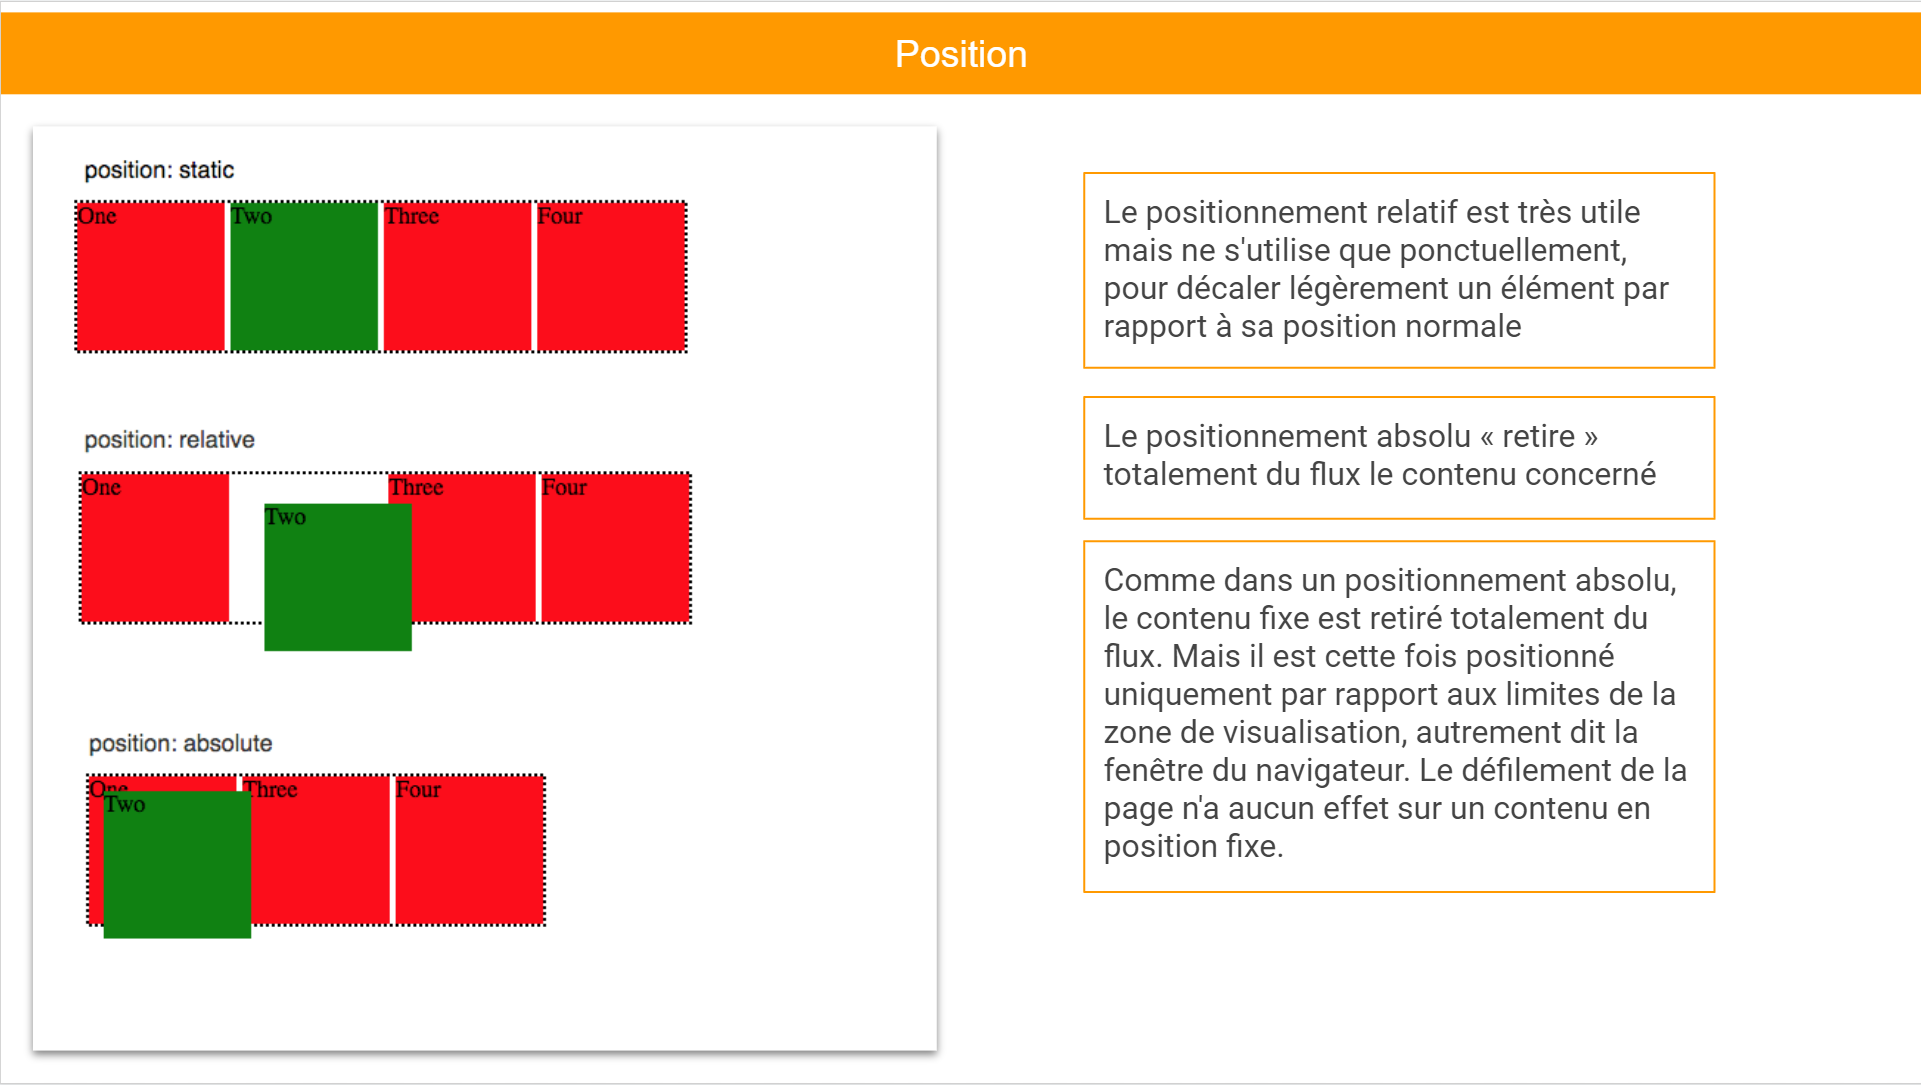 Position
position: static
One Two Three Four
position: relative
One Three Four
Two
position: absolute
One Three Four
Two
Le positionnement relatif est très utile
mais ne s'utilise que ponctuellement,
pour décaler légèrement un élément par
rapport à sa position normale
Le positionnement absolu « retire »
totalement du flux le contenu concerné
Comme dans un positionnement absolu,
le contenu fixe est retiré totalement du
flux. Mais il est cette fois positionné
uniquement par rapport aux limites de la
zone de visualisation, autrement dit la
fenêtre du navigateur. Le défilement de la
page n'a aucun effet sur un contenu en
position fixe.